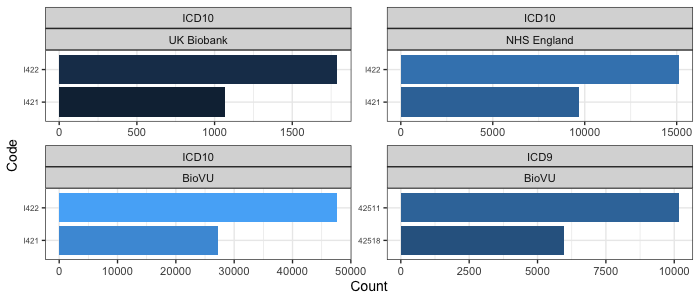 ICD10
UK Biobank
I422
I421
0 500 1000 1500
ICD10
NHS England
I422
I421
0 5000 10000 15000
Code
ICD10
BioVU
I422
I421
0 10000 20000 30000 40000 50000
ICD9
BioVU
42511
42518
0 2500 5000 7500 10000
Count